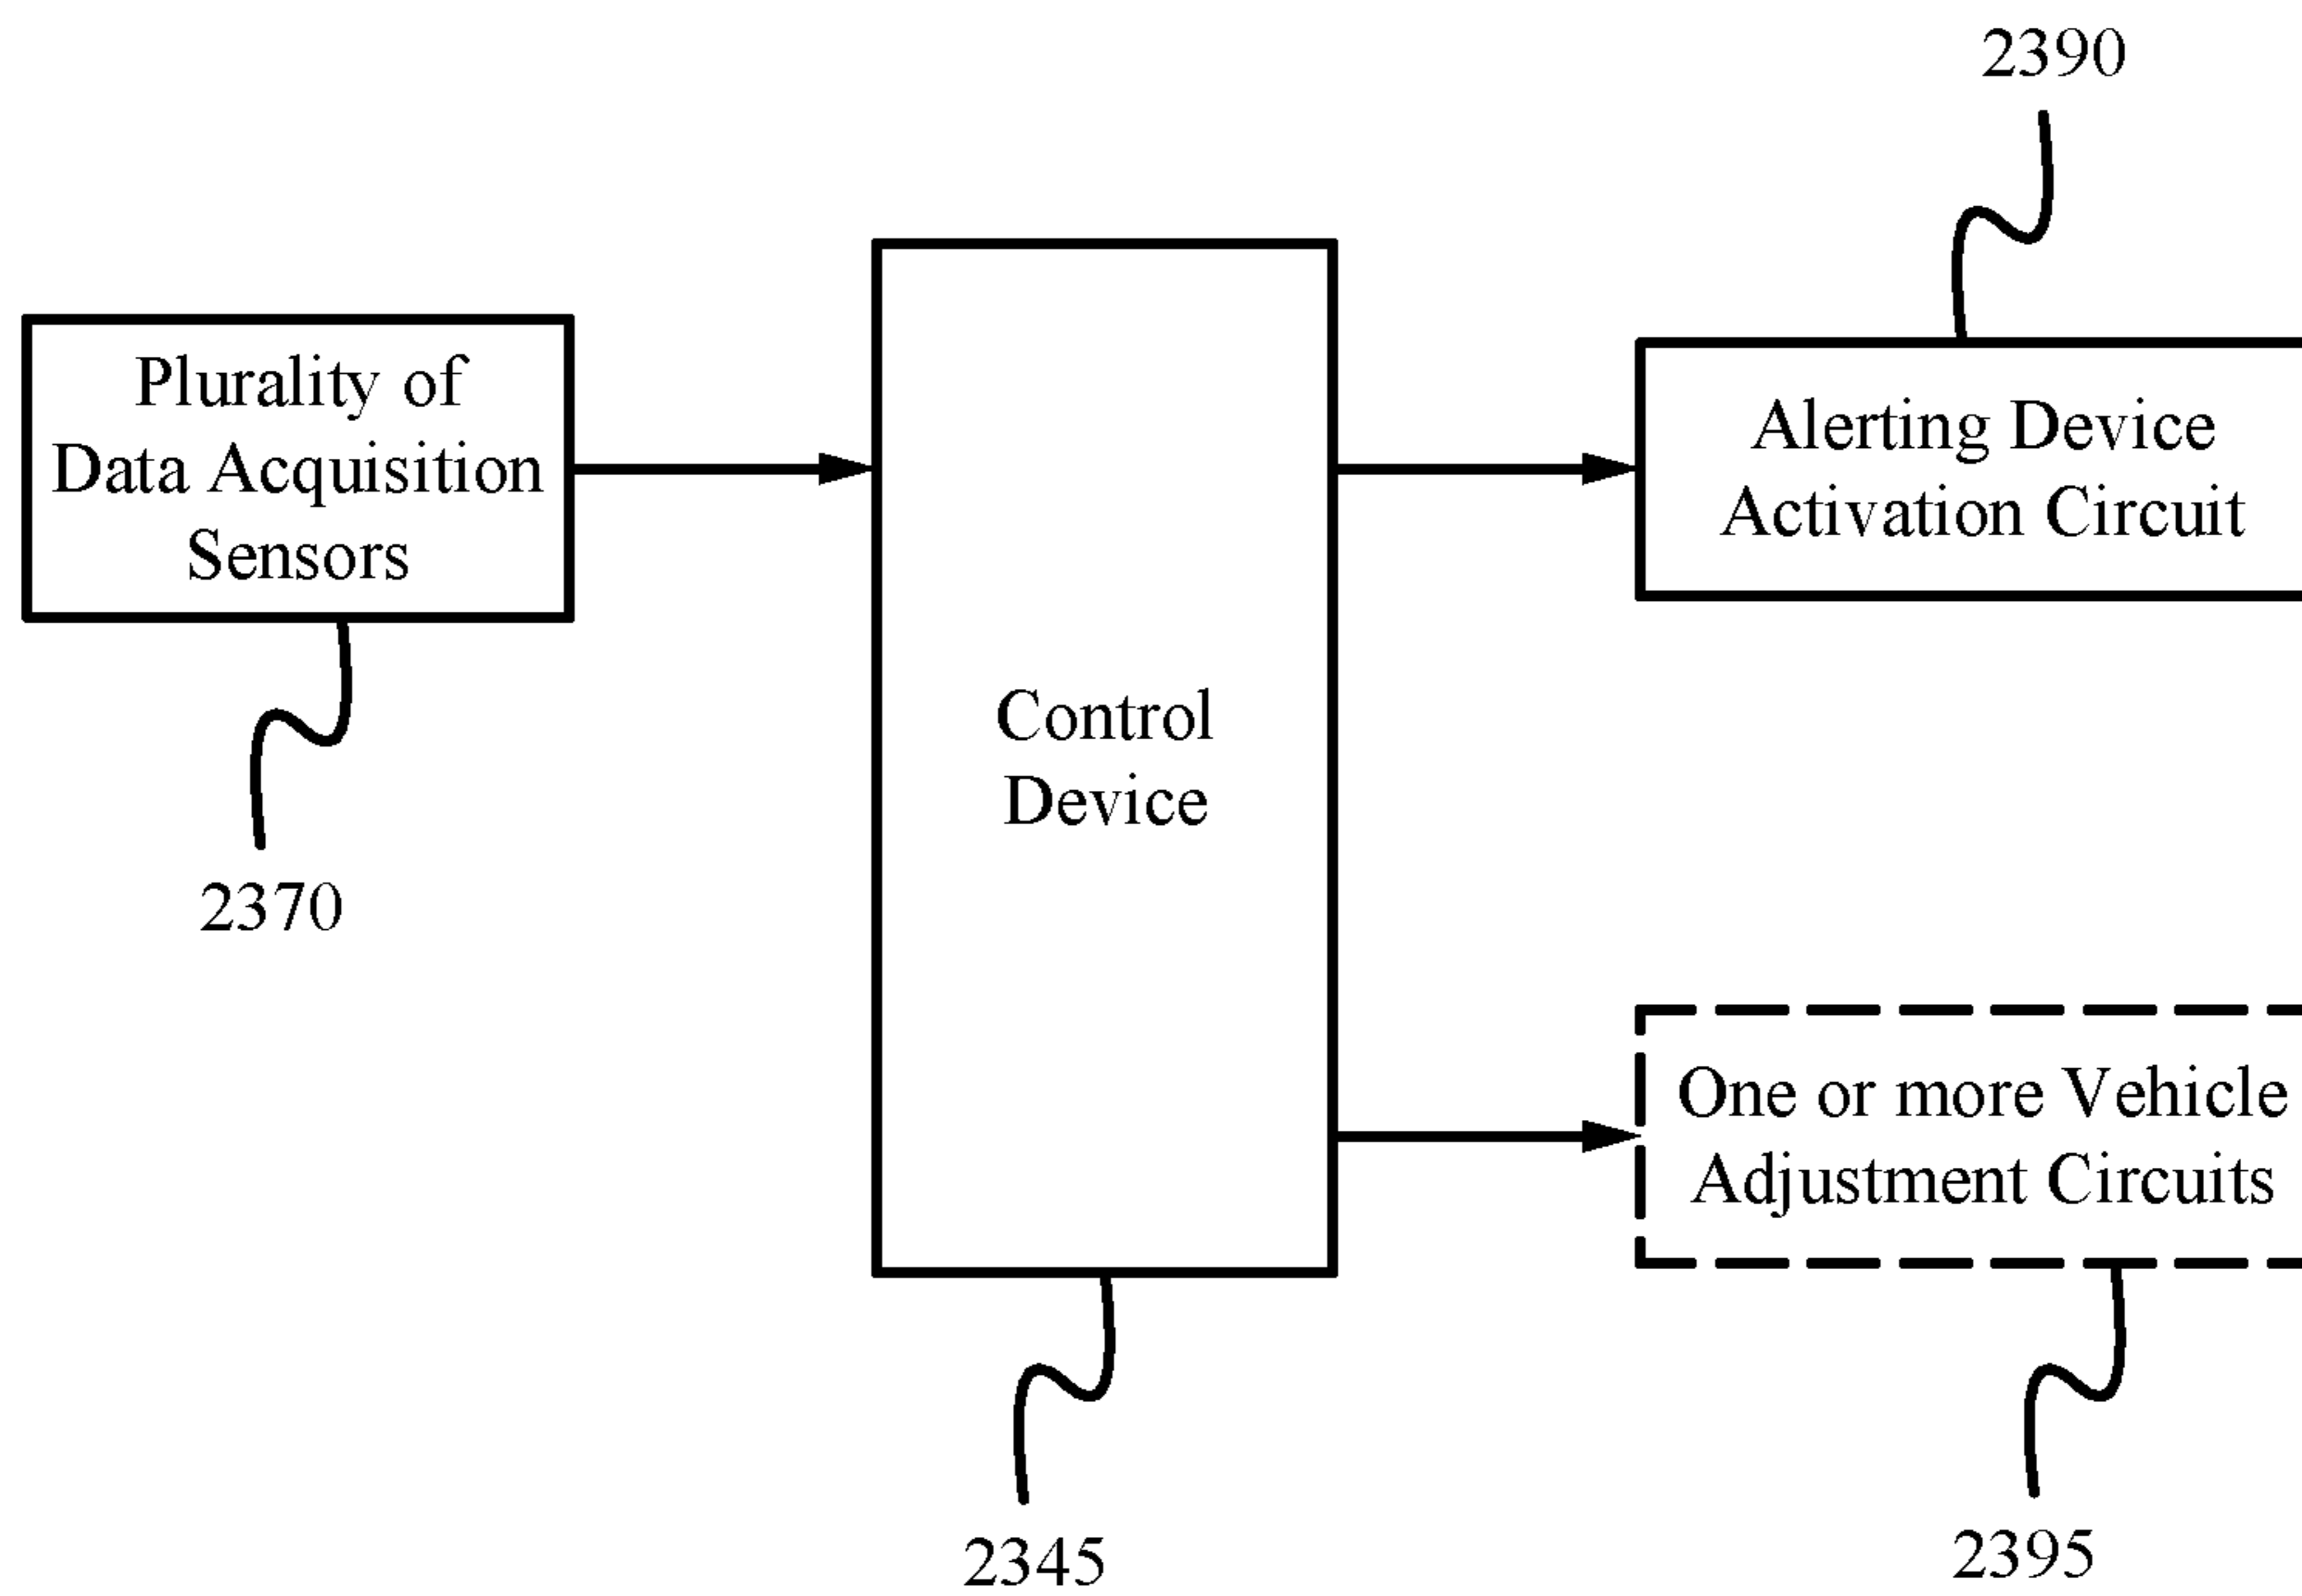 2390
Plurality of
Data Acquisition
Sensors
2370
Control
Device
2345
Alerting Device
Activation Circuit
One or more Vehicle
Adjustment Circuits
2395